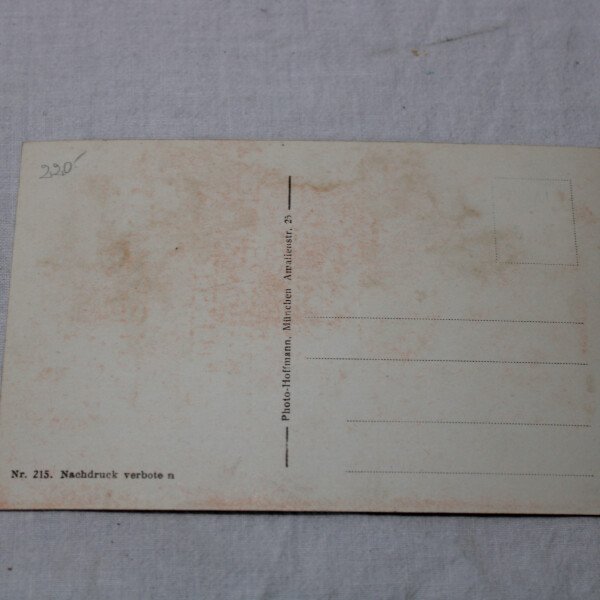 220
Photo-Hoffmann, München Amalienstr. 25
Nr. 215. Nachdruck verbote n